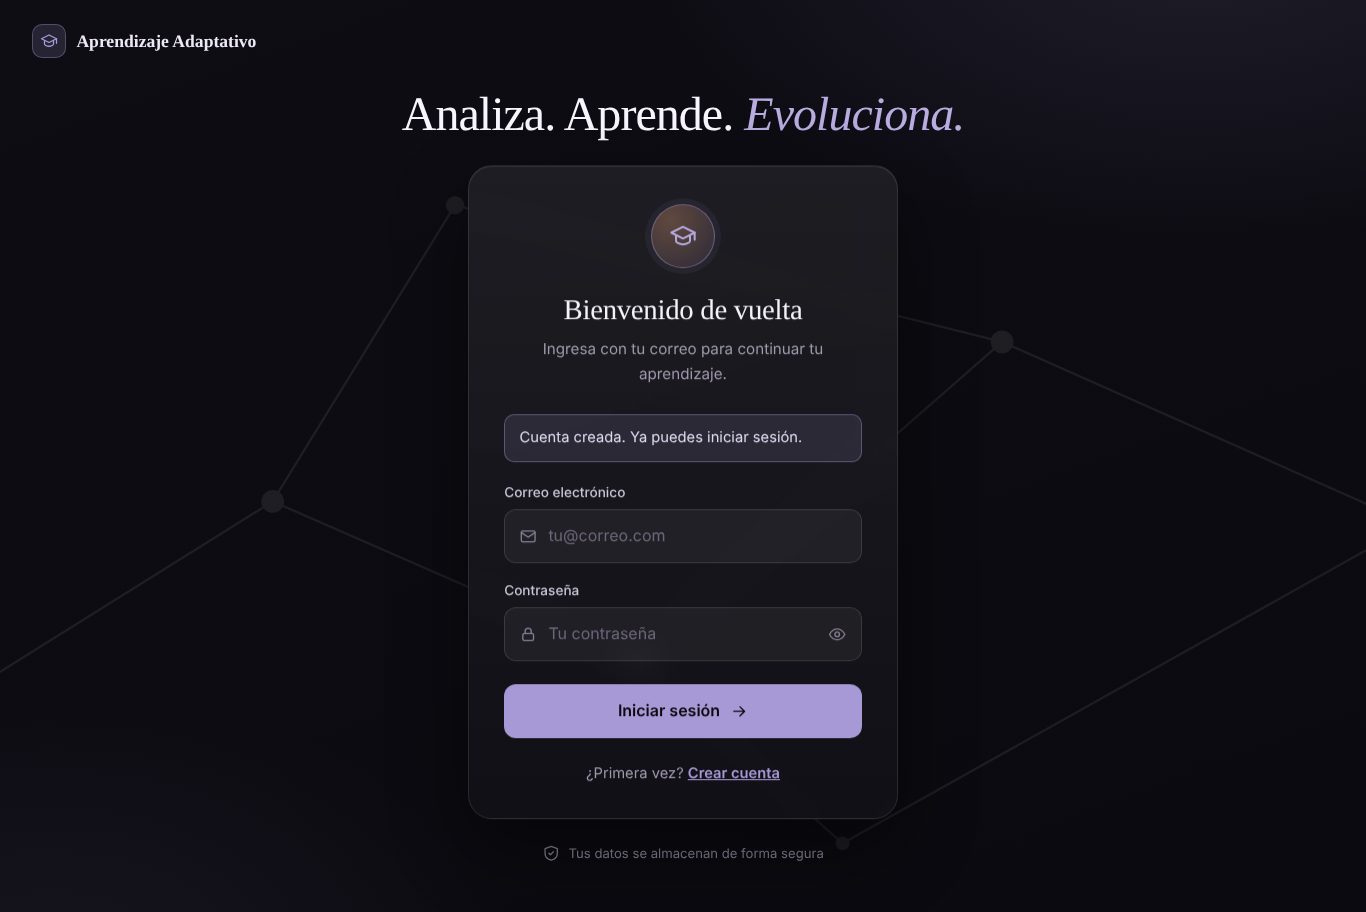 Aprendizaje Adaptativo
Analiza. Aprende. Evoluciona.
Bienvenido de vuelta
Ingresa con tu correo para continuar tu
aprendizaje.
Cuenta creada. Ya puedes iniciar sesión.
Correo electrónico
tu@correo.com
Contraseña
Tu contraseña
Iniciar sesión →
¿Primera vez? Crear cuenta
Tus datos se almacenan de forma segura